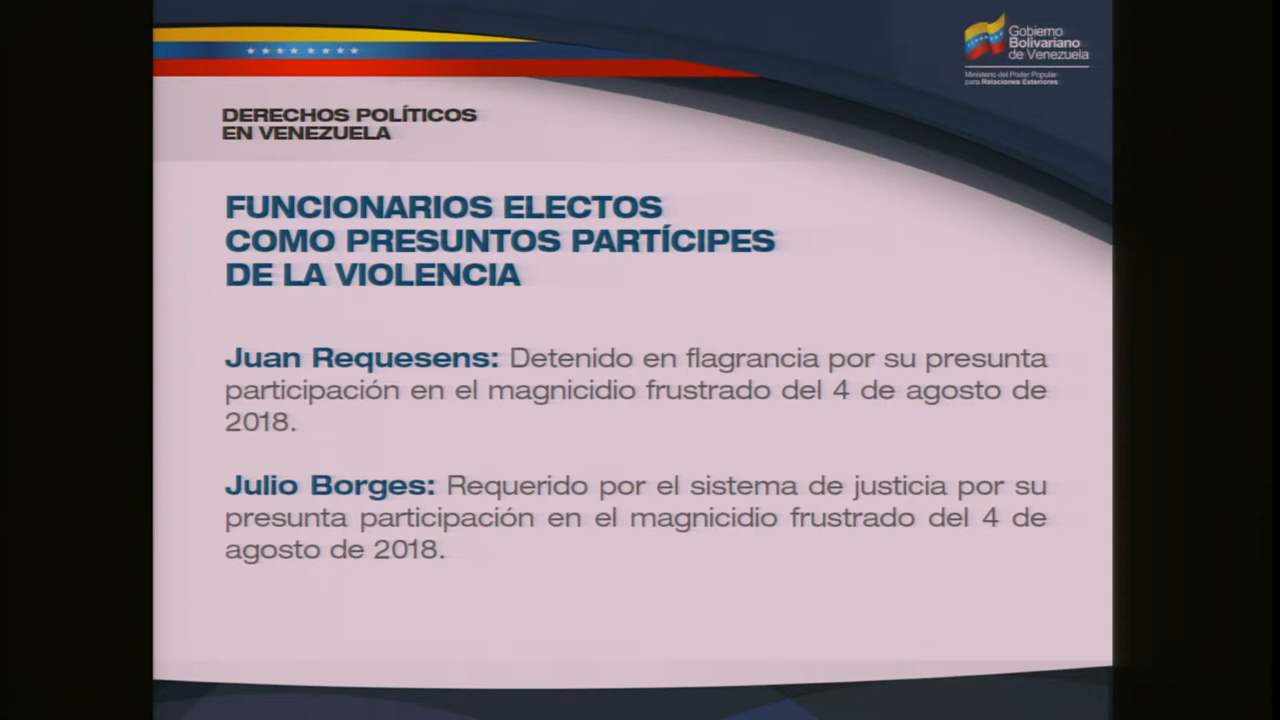 Gobierno
Bolivariano
de Venezuela
Ministerio del Poder Popular
para Relaciones Exteriores
DERECHOS POLÍTICOS
EN VENEZUELA
FUNCIONARIOS ELECTOS
COMO PRESUNTOS PARTÍCIPES
DE LA VIOLENCIA
Juan Requesens: Detenido en flagrancia por su presunta
participación en el magnicidio frustrado del 4 de agosto de
2018.
Julio Borges: Requerido por el sistema de justicia por su
presunta participación en el magnicidio frustrado del 4 de
agosto de 2018.